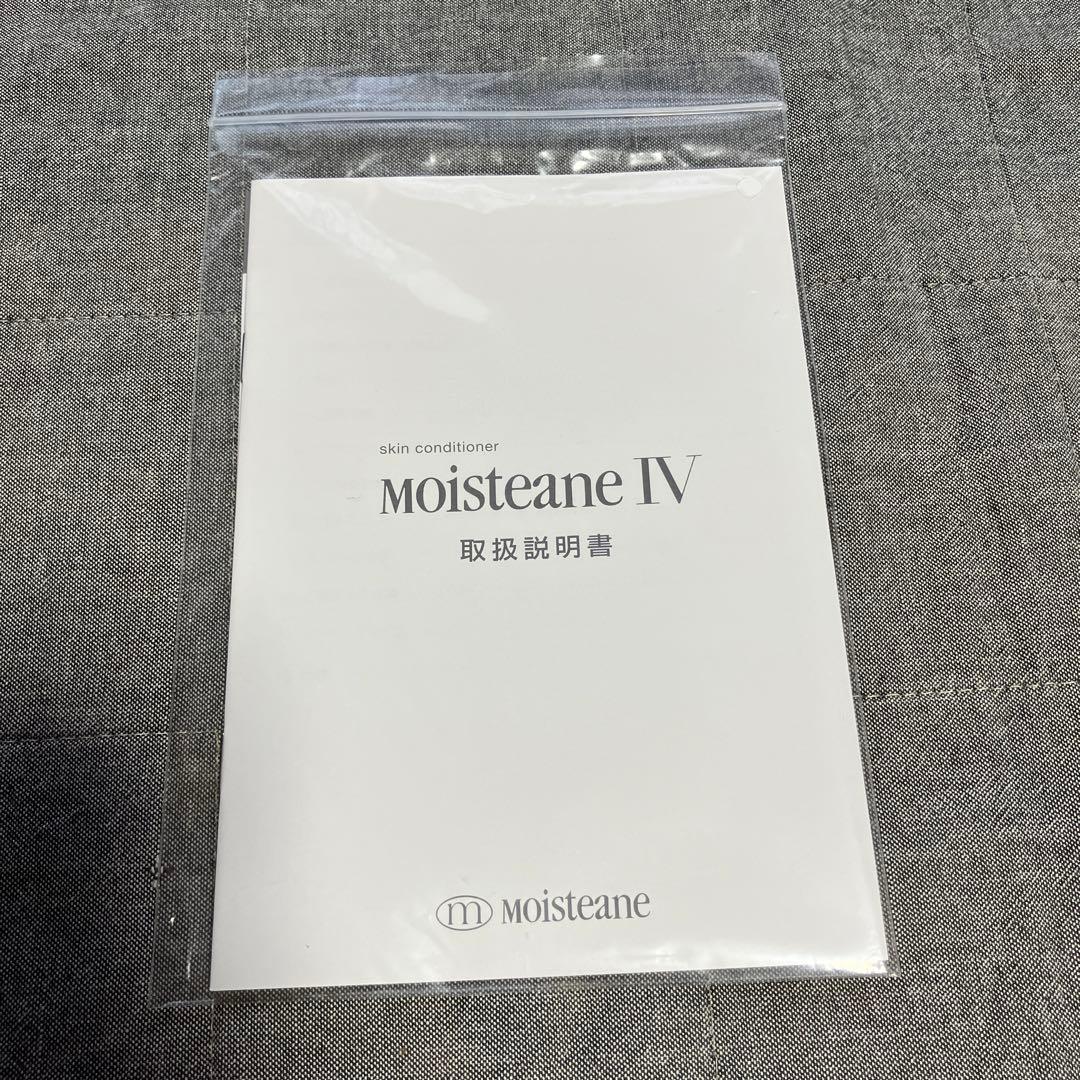 skin conditioner
Moisteane IV
取扱説明書
m Moisteane